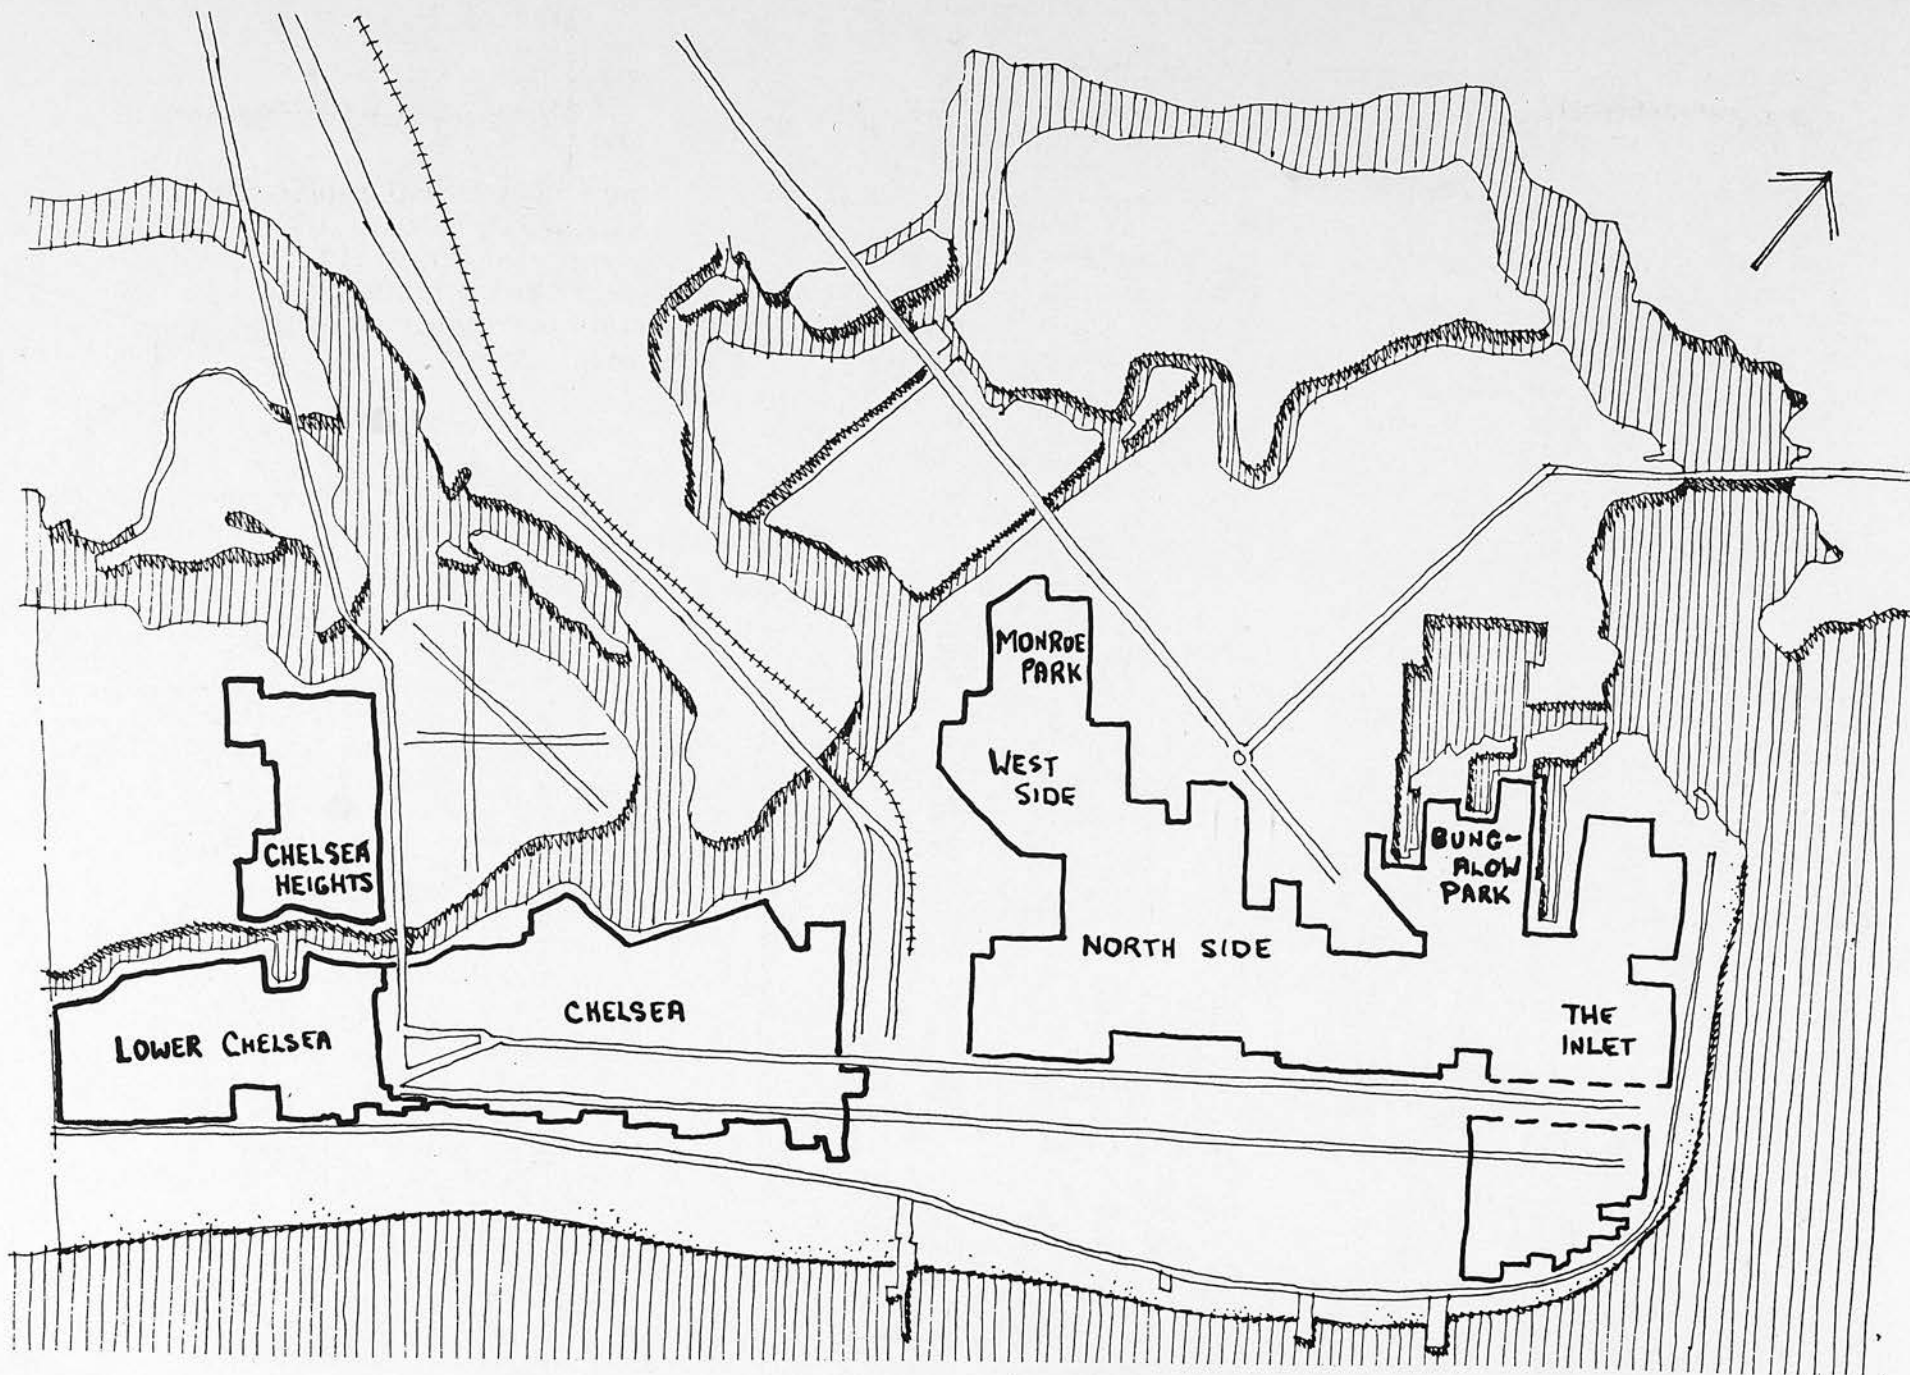 MONROE
PARK
WEST
SIDE
CHELSEA
HEIGHTS
BUNG-
ALOW
PARK
NORTH SIDE
CHELSEA
LOWER CHELSEA
THE
INLET